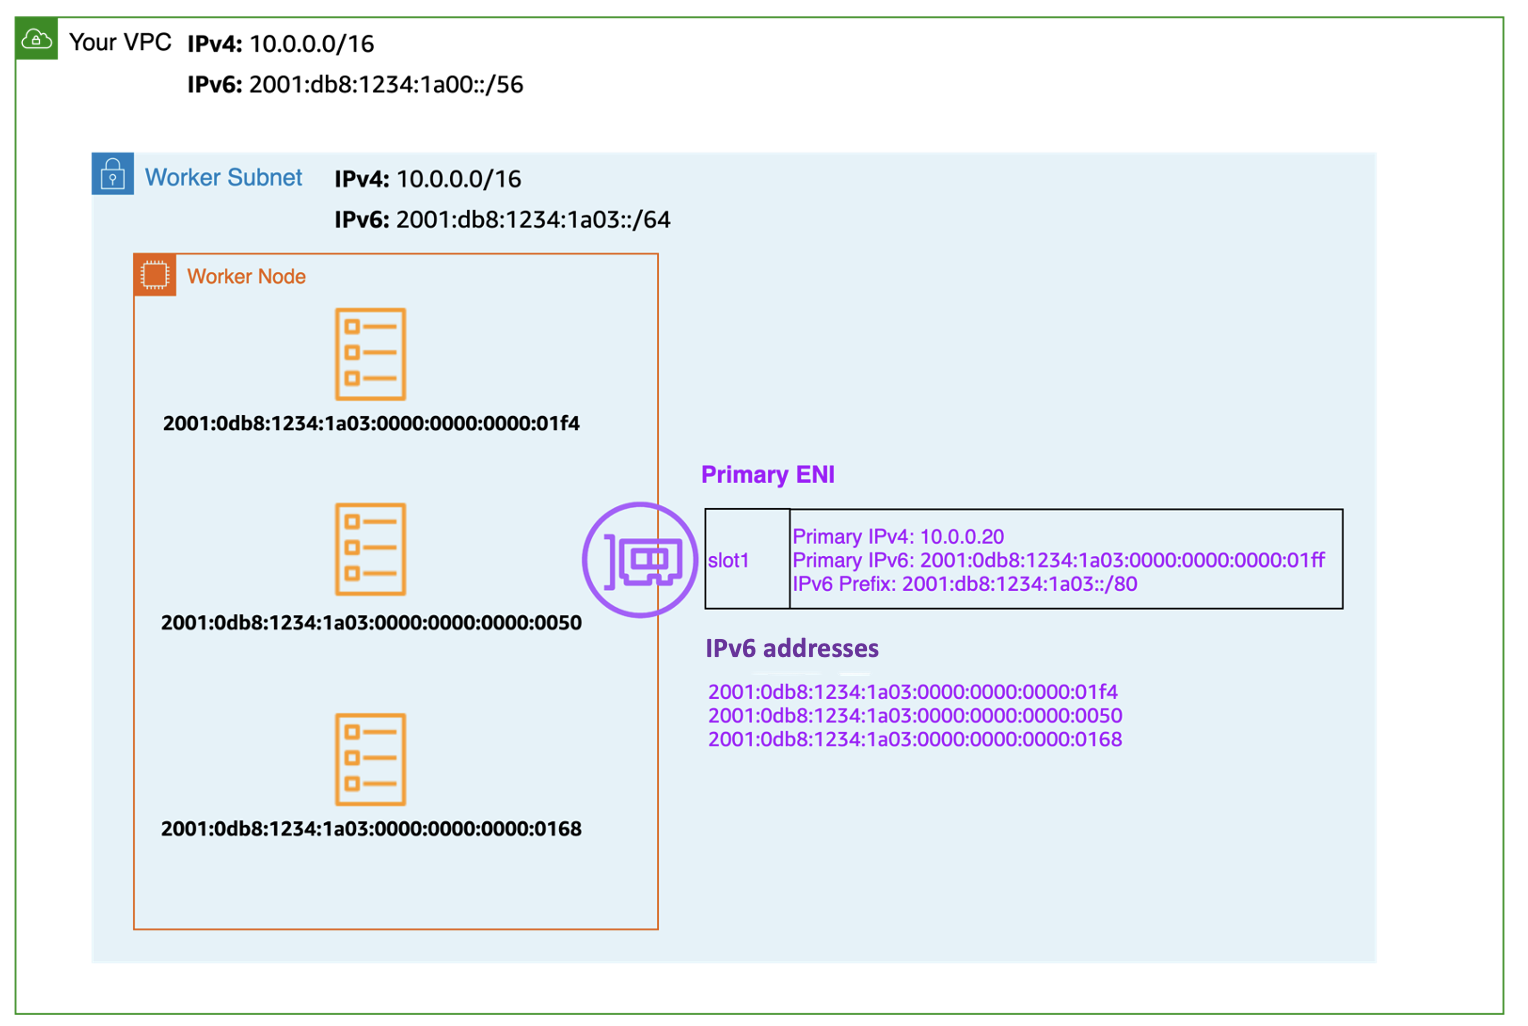 Your VPC IPv4: 10.0.0.0/16
IPv6: 2001:db8:1234:1a00::/56
Worker Subnet IPv4: 10.0.0.0/16
IPv6: 2001:db8:1234:1a03::/64
Worker Node
2001:0db8:1234:1a03:0000:0000:0000:01f4
2001:0db8:1234:1a03:0000:0000:0000:0050
2001:0db8:1234:1a03:0000:0000:0000:0168
Primary ENI
slot1
Primary IPv4: 10.0.0.20
Primary IPv6: 2001:0db8:1234:1a03:0000:0000:0000:01ff
IPv6 Prefix: 2001:db8:1234:1a03::/80
IPv6 addresses
2001:0db8:1234:1a03:0000:0000:0000:01f4
2001:0db8:1234:1a03:0000:0000:0000:0050
2001:0db8:1234:1a03:0000:0000:0000:0168